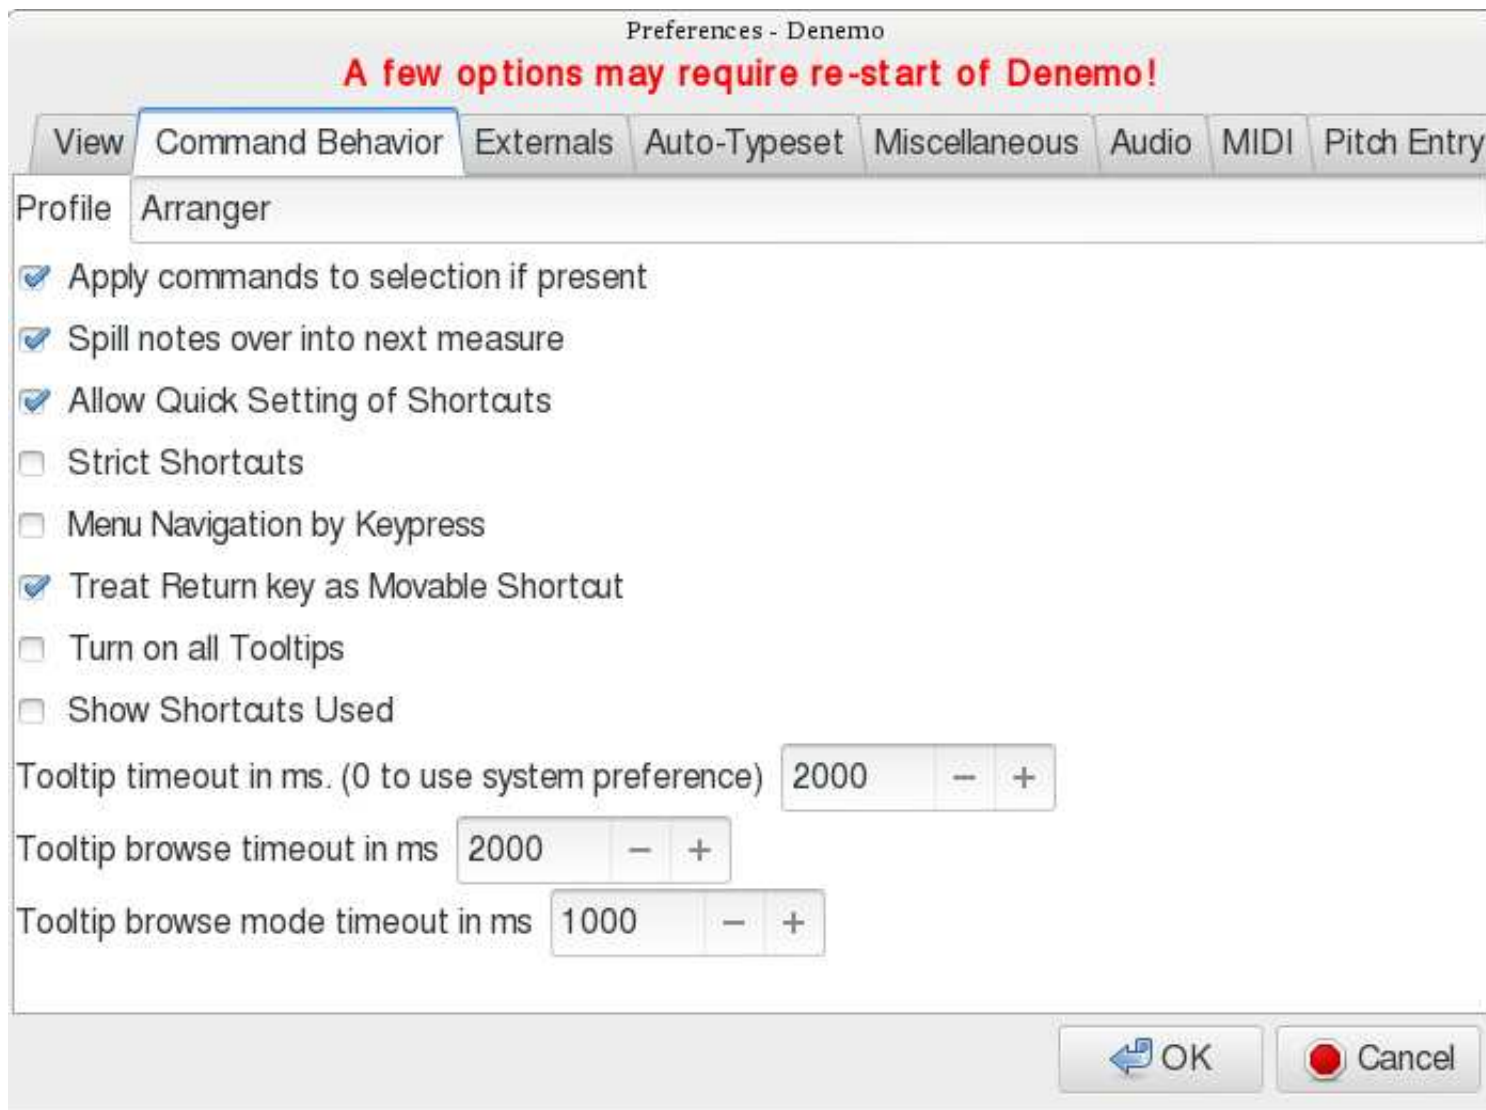 Preferences - Denemo
A few options may require re-start of Denemo!
View Command Behavior Externals Auto-Typeset Miscellaneous Audio MIDI Pitch Entry
Profile Arranger
Apply commands to selection if present
Spill notes over into next measure
Allow Quick Setting of Shortcuts
Strict Shortcuts
Menu Navigation by Keypress
Treat Return key as Movable Shortcut
Turn on all Tooltips
Show Shortcuts Used
Tooltip timeout in ms. (0 to use system preference) 2000 − +
Tooltip browse timeout in ms 2000 − +
Tooltip browse mode timeout in ms 1000 − +
OK Cancel